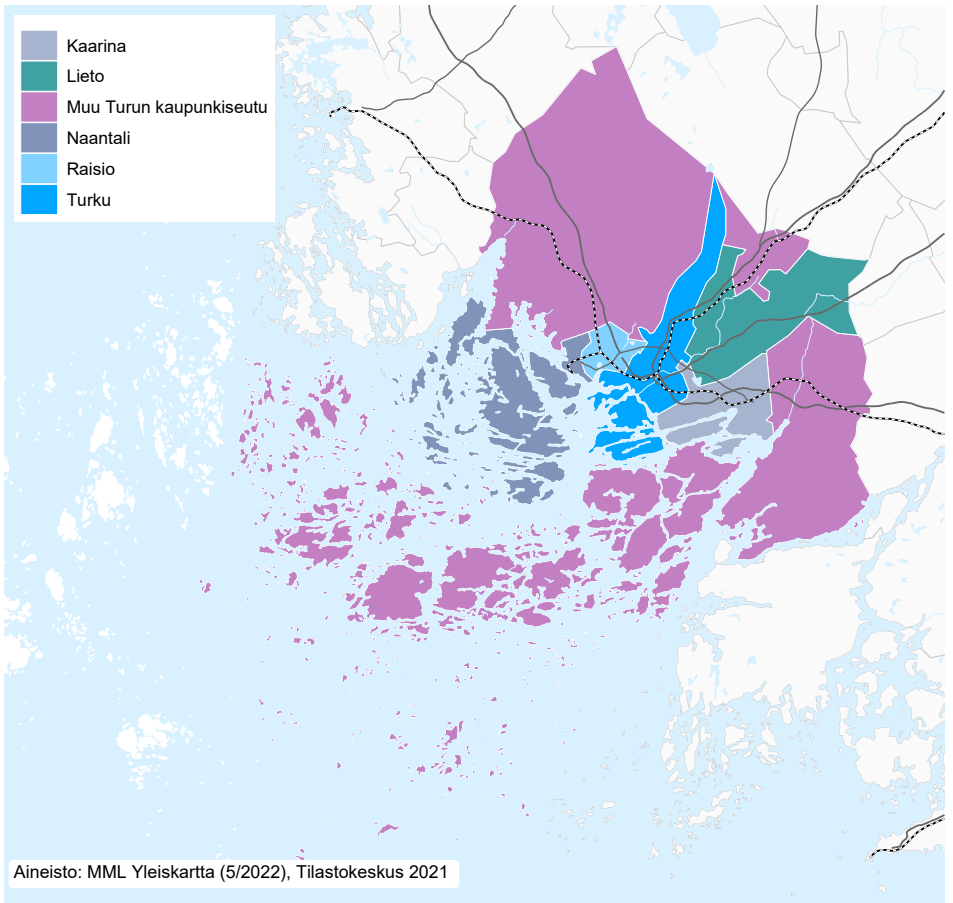 Kaarina
Lieto
Muu Turun kaupunkiseutu
Naantali
Raisio
Turku
Aineisto: MML Yleiskartta (5/2022), Tilastokeskus 2021